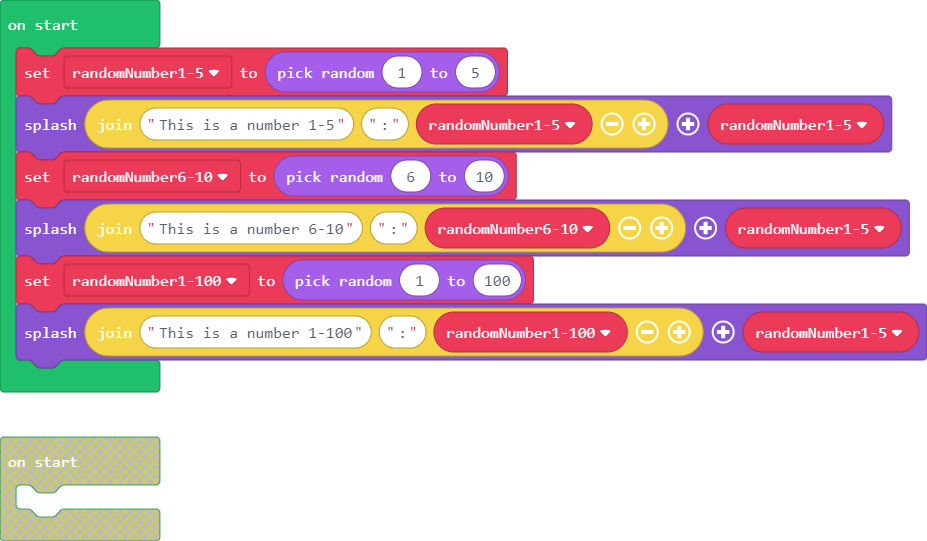 on start
set randomNumber1-5 to pick random 1 to 5
splash join "This is a number 1-5" ":" randomNumber1-5 randomNumber1-5
set randomNumber6-10 to pick random 6 to 10
splash join "This is a number 6-10" ":" randomNumber6-10 randomNumber1-5
set randomNumber1-100 to pick random 1 to 100
splash join "This is a number 1-100" ":" randomNumber1-100 randomNumber1-5
on start